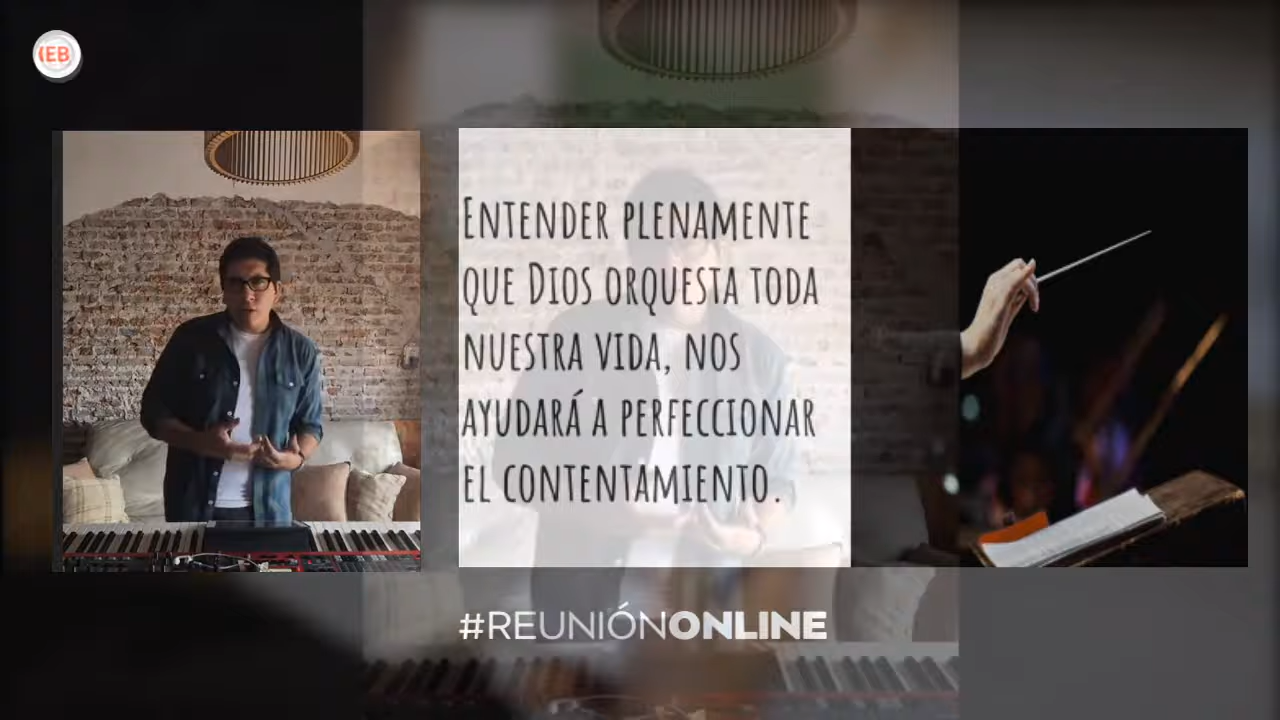 IEB
Entender plenamente
que Dios orquesta toda
nuestra vida, nos
ayudará a perfeccionar
el contentamiento.
#REUNIÓNONLINE